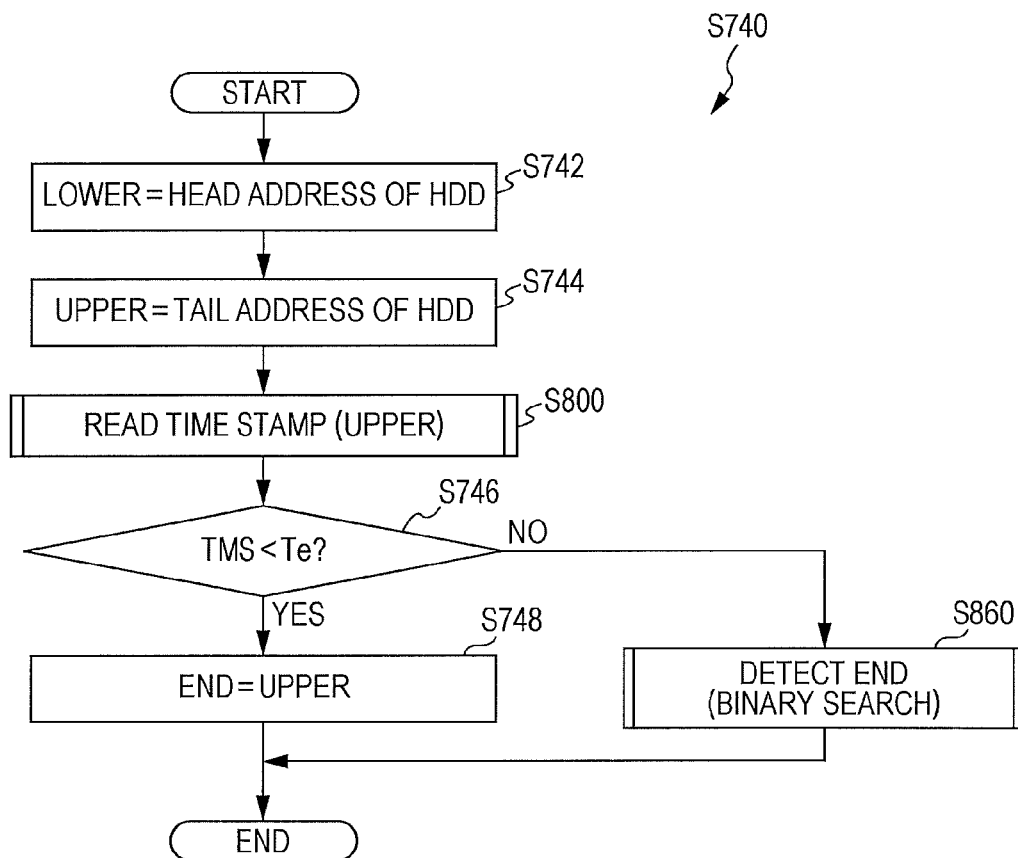 S740
START
S742
LOWER = HEAD ADDRESS OF HDD
S744
UPPER = TAIL ADDRESS OF HDD
S800
READ TIME STAMP (UPPER)
S746
TMS < Te?
NO
YES
S748
END = UPPER
S860
DETECT END
(BINARY SEARCH)
END